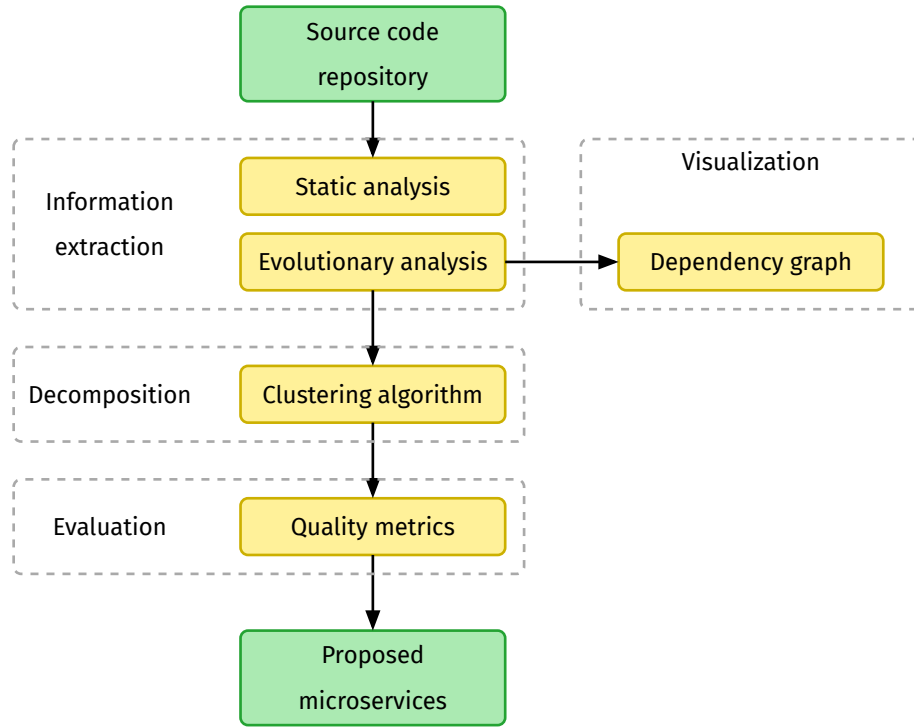 Source code
repository
Visualization
Static analysis
Information
extraction
Evolutionary analysis
Dependency graph
Decomposition
Clustering algorithm
Evaluation
Quality metrics
Proposed
microservices